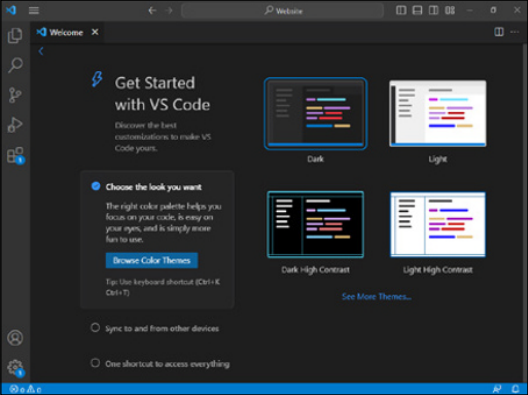 Website
Welcome
Get Started
with VS Code
Discover the best
customizations to make VS
Code yours.
Choose the look you want
The right color palette helps you
focus on your code, is easy on
your eyes, and is simply more
fun to use.
Browse Color Themes
Tip: Use keyboard shortcut (Ctrl+K
Ctrl+T)
Sync to and from other devices
One shortcut to access everything
Dark
Light
Dark High Contrast
Light High Contrast
See More Themes...
1
1
0 0